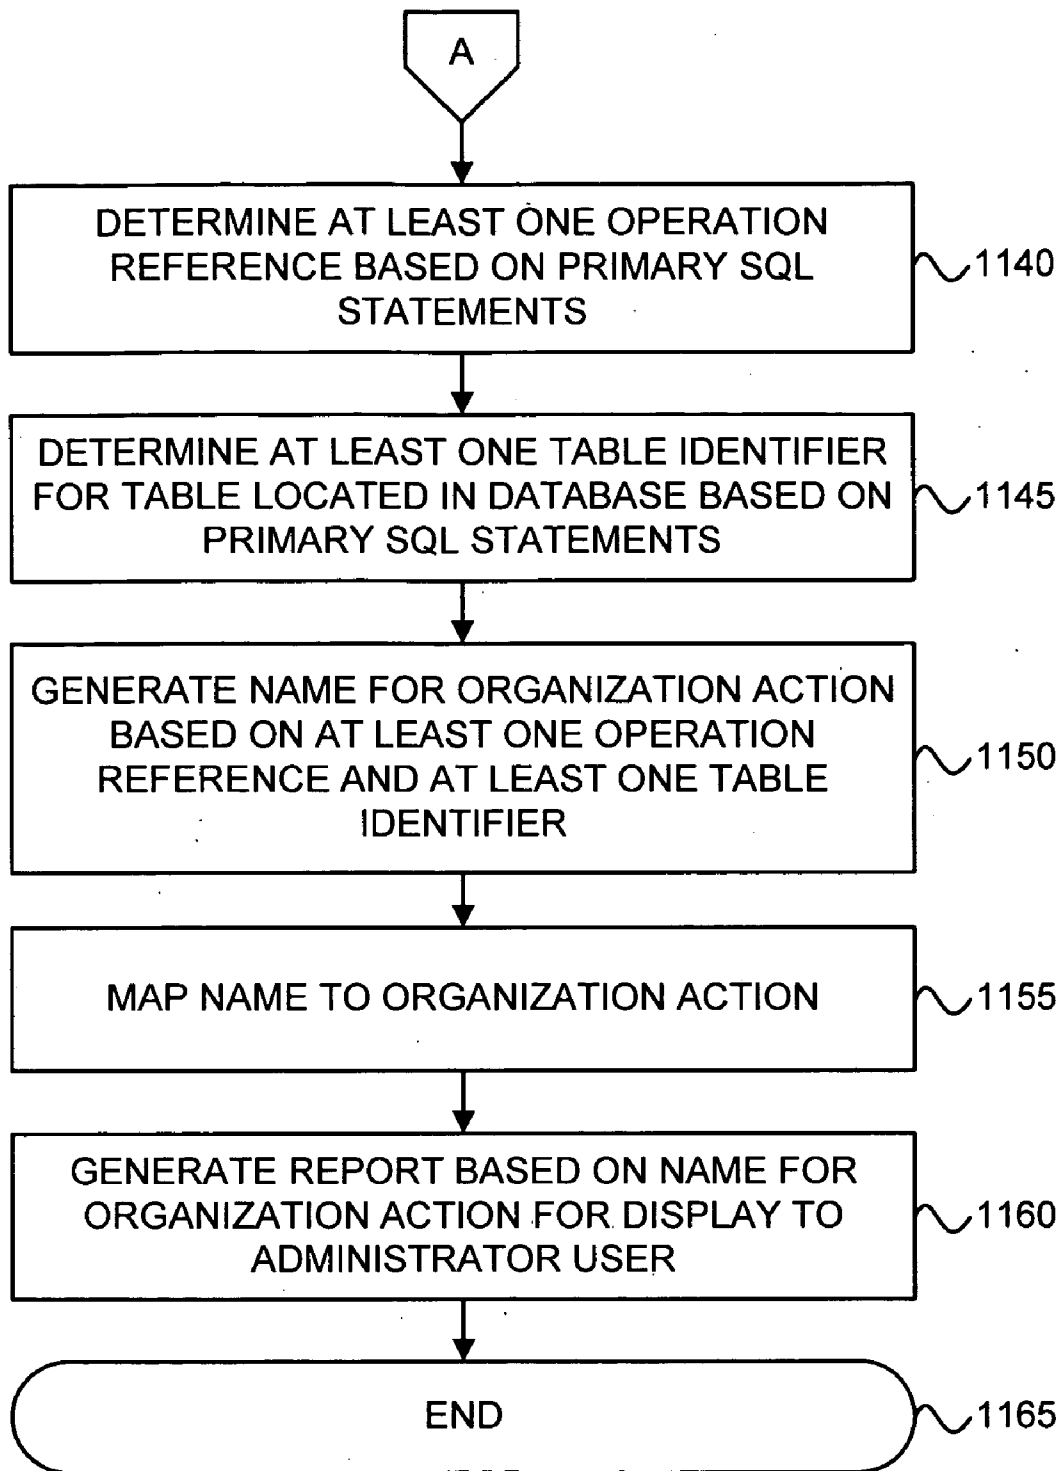 A
DETERMINE AT LEAST ONE OPERATION
REFERENCE BASED ON PRIMARY SQL
STATEMENTS
1140
DETERMINE AT LEAST ONE TABLE IDENTIFIER
FOR TABLE LOCATED IN DATABASE BASED ON
PRIMARY SQL STATEMENTS
1145
GENERATE NAME FOR ORGANIZATION ACTION
BASED ON AT LEAST ONE OPERATION
REFERENCE AND AT LEAST ONE TABLE
IDENTIFIER
1150
MAP NAME TO ORGANIZATION ACTION
1155
GENERATE REPORT BASED ON NAME FOR
ORGANIZATION ACTION FOR DISPLAY TO
ADMINISTRATOR USER
1160
END
1165